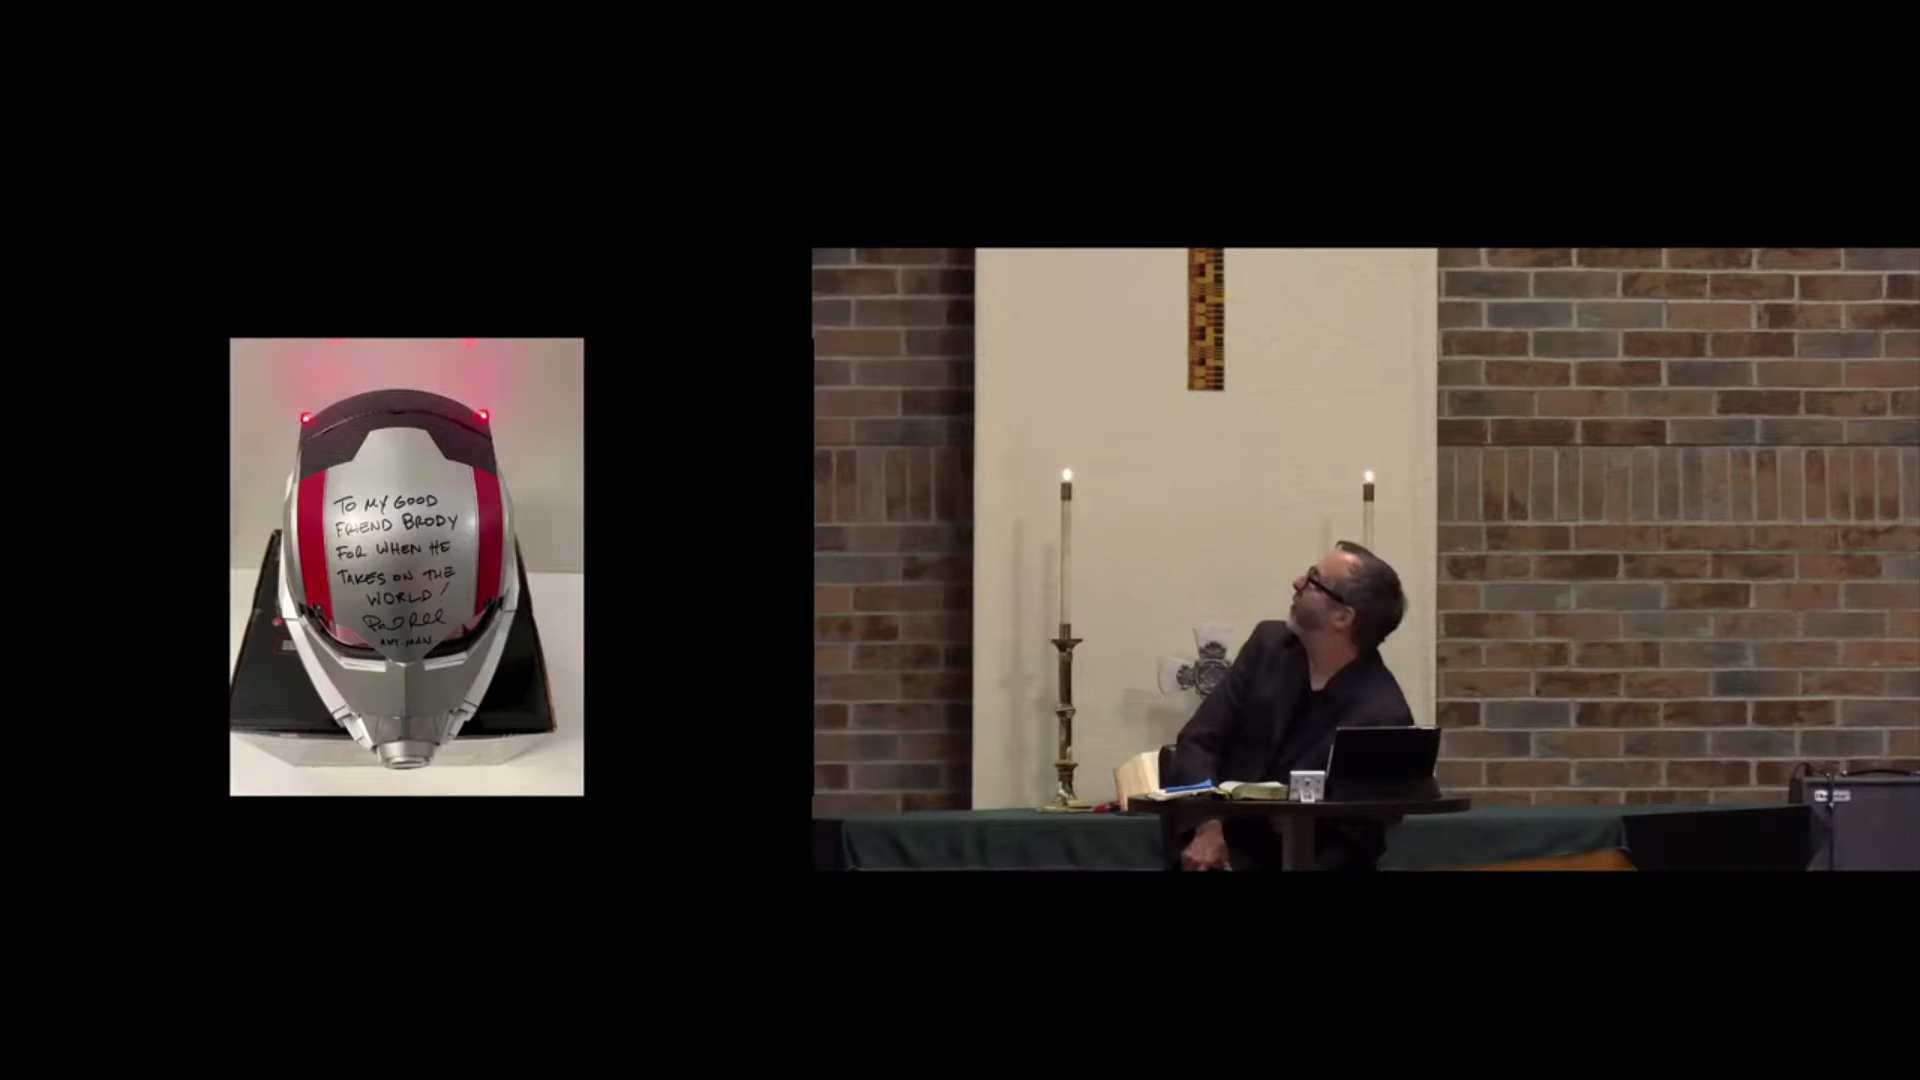 TO MY GOOD
FRIEND BRODY
FOR WHEN HE
TAKES ON THE
WORLD!
ANT-MAN